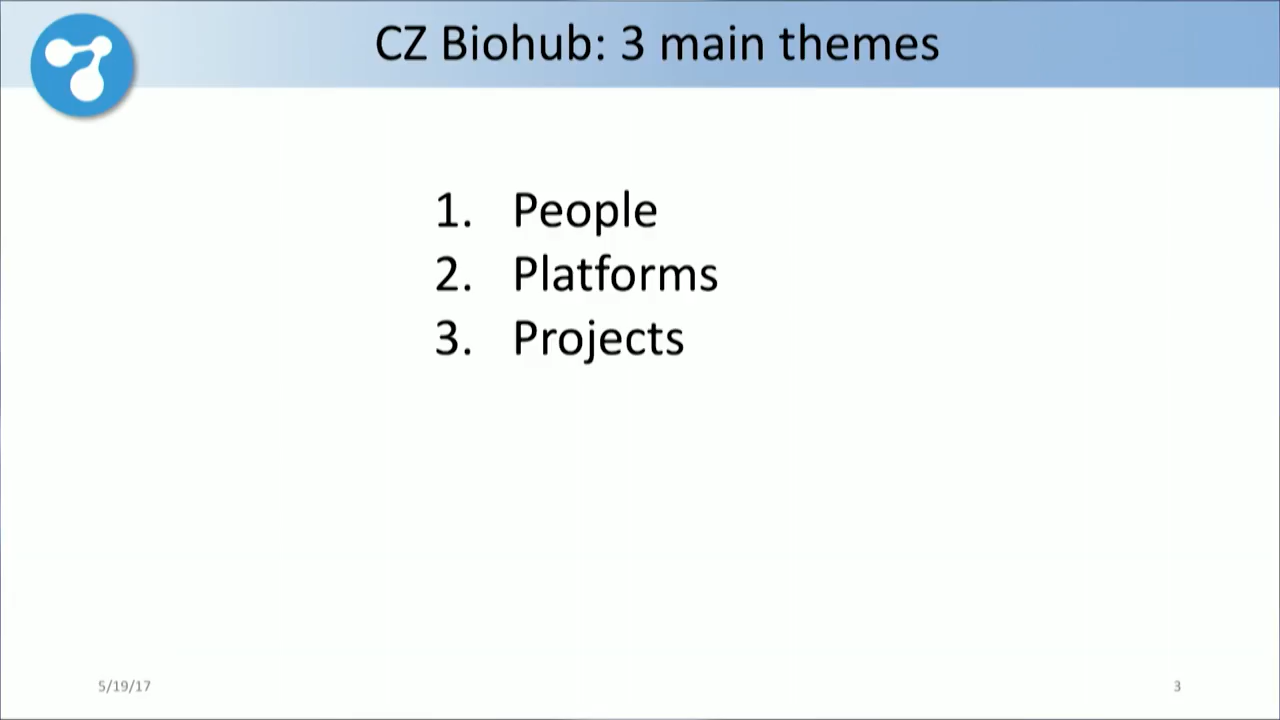 CZ Biohub: 3 main themes
1. People
2. Platforms
3. Projects
5/19/17
3